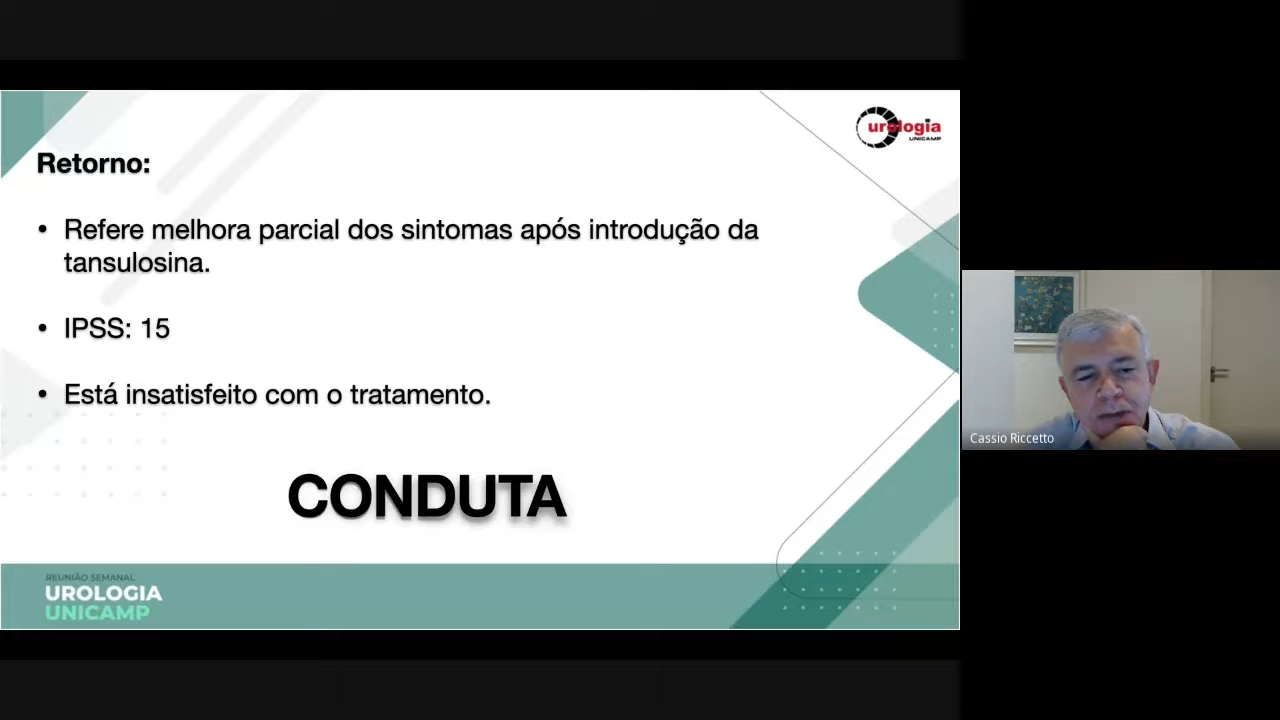 urologia
UNICAMP
Retorno:
• Refere melhora parcial dos sintomas após introdução da
tansulosina.
• IPSS: 15
• Está insatisfeito com o tratamento.
CONDUTA
REUNIÃO SEMANAL
UROLOGIA
UNICAMP
Cassio Riccetto